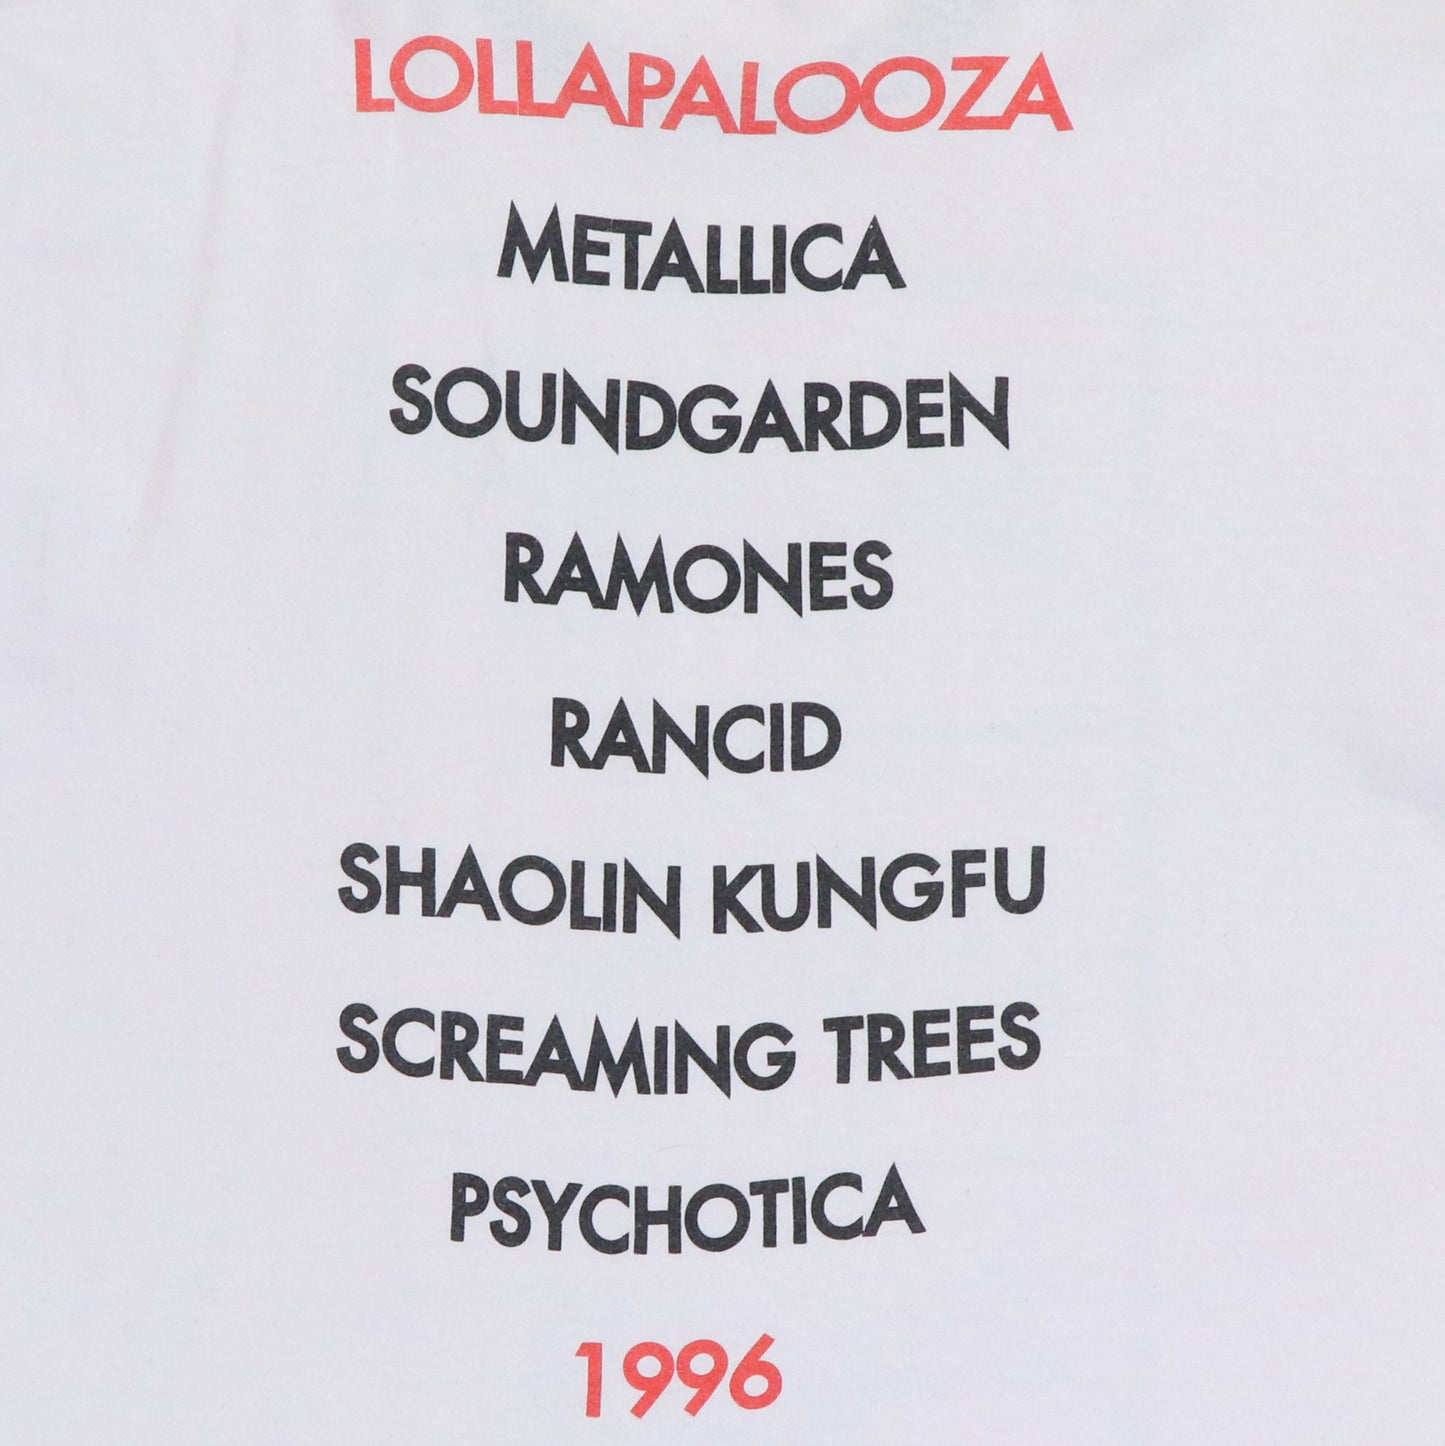 LOLLAPALOOZA
METALLICA
SOUNDGARDEN
RAMONES
RANCID
SHAOLIN KUNGFU
SCREAMING TREES
PSYCHOTICA
1996